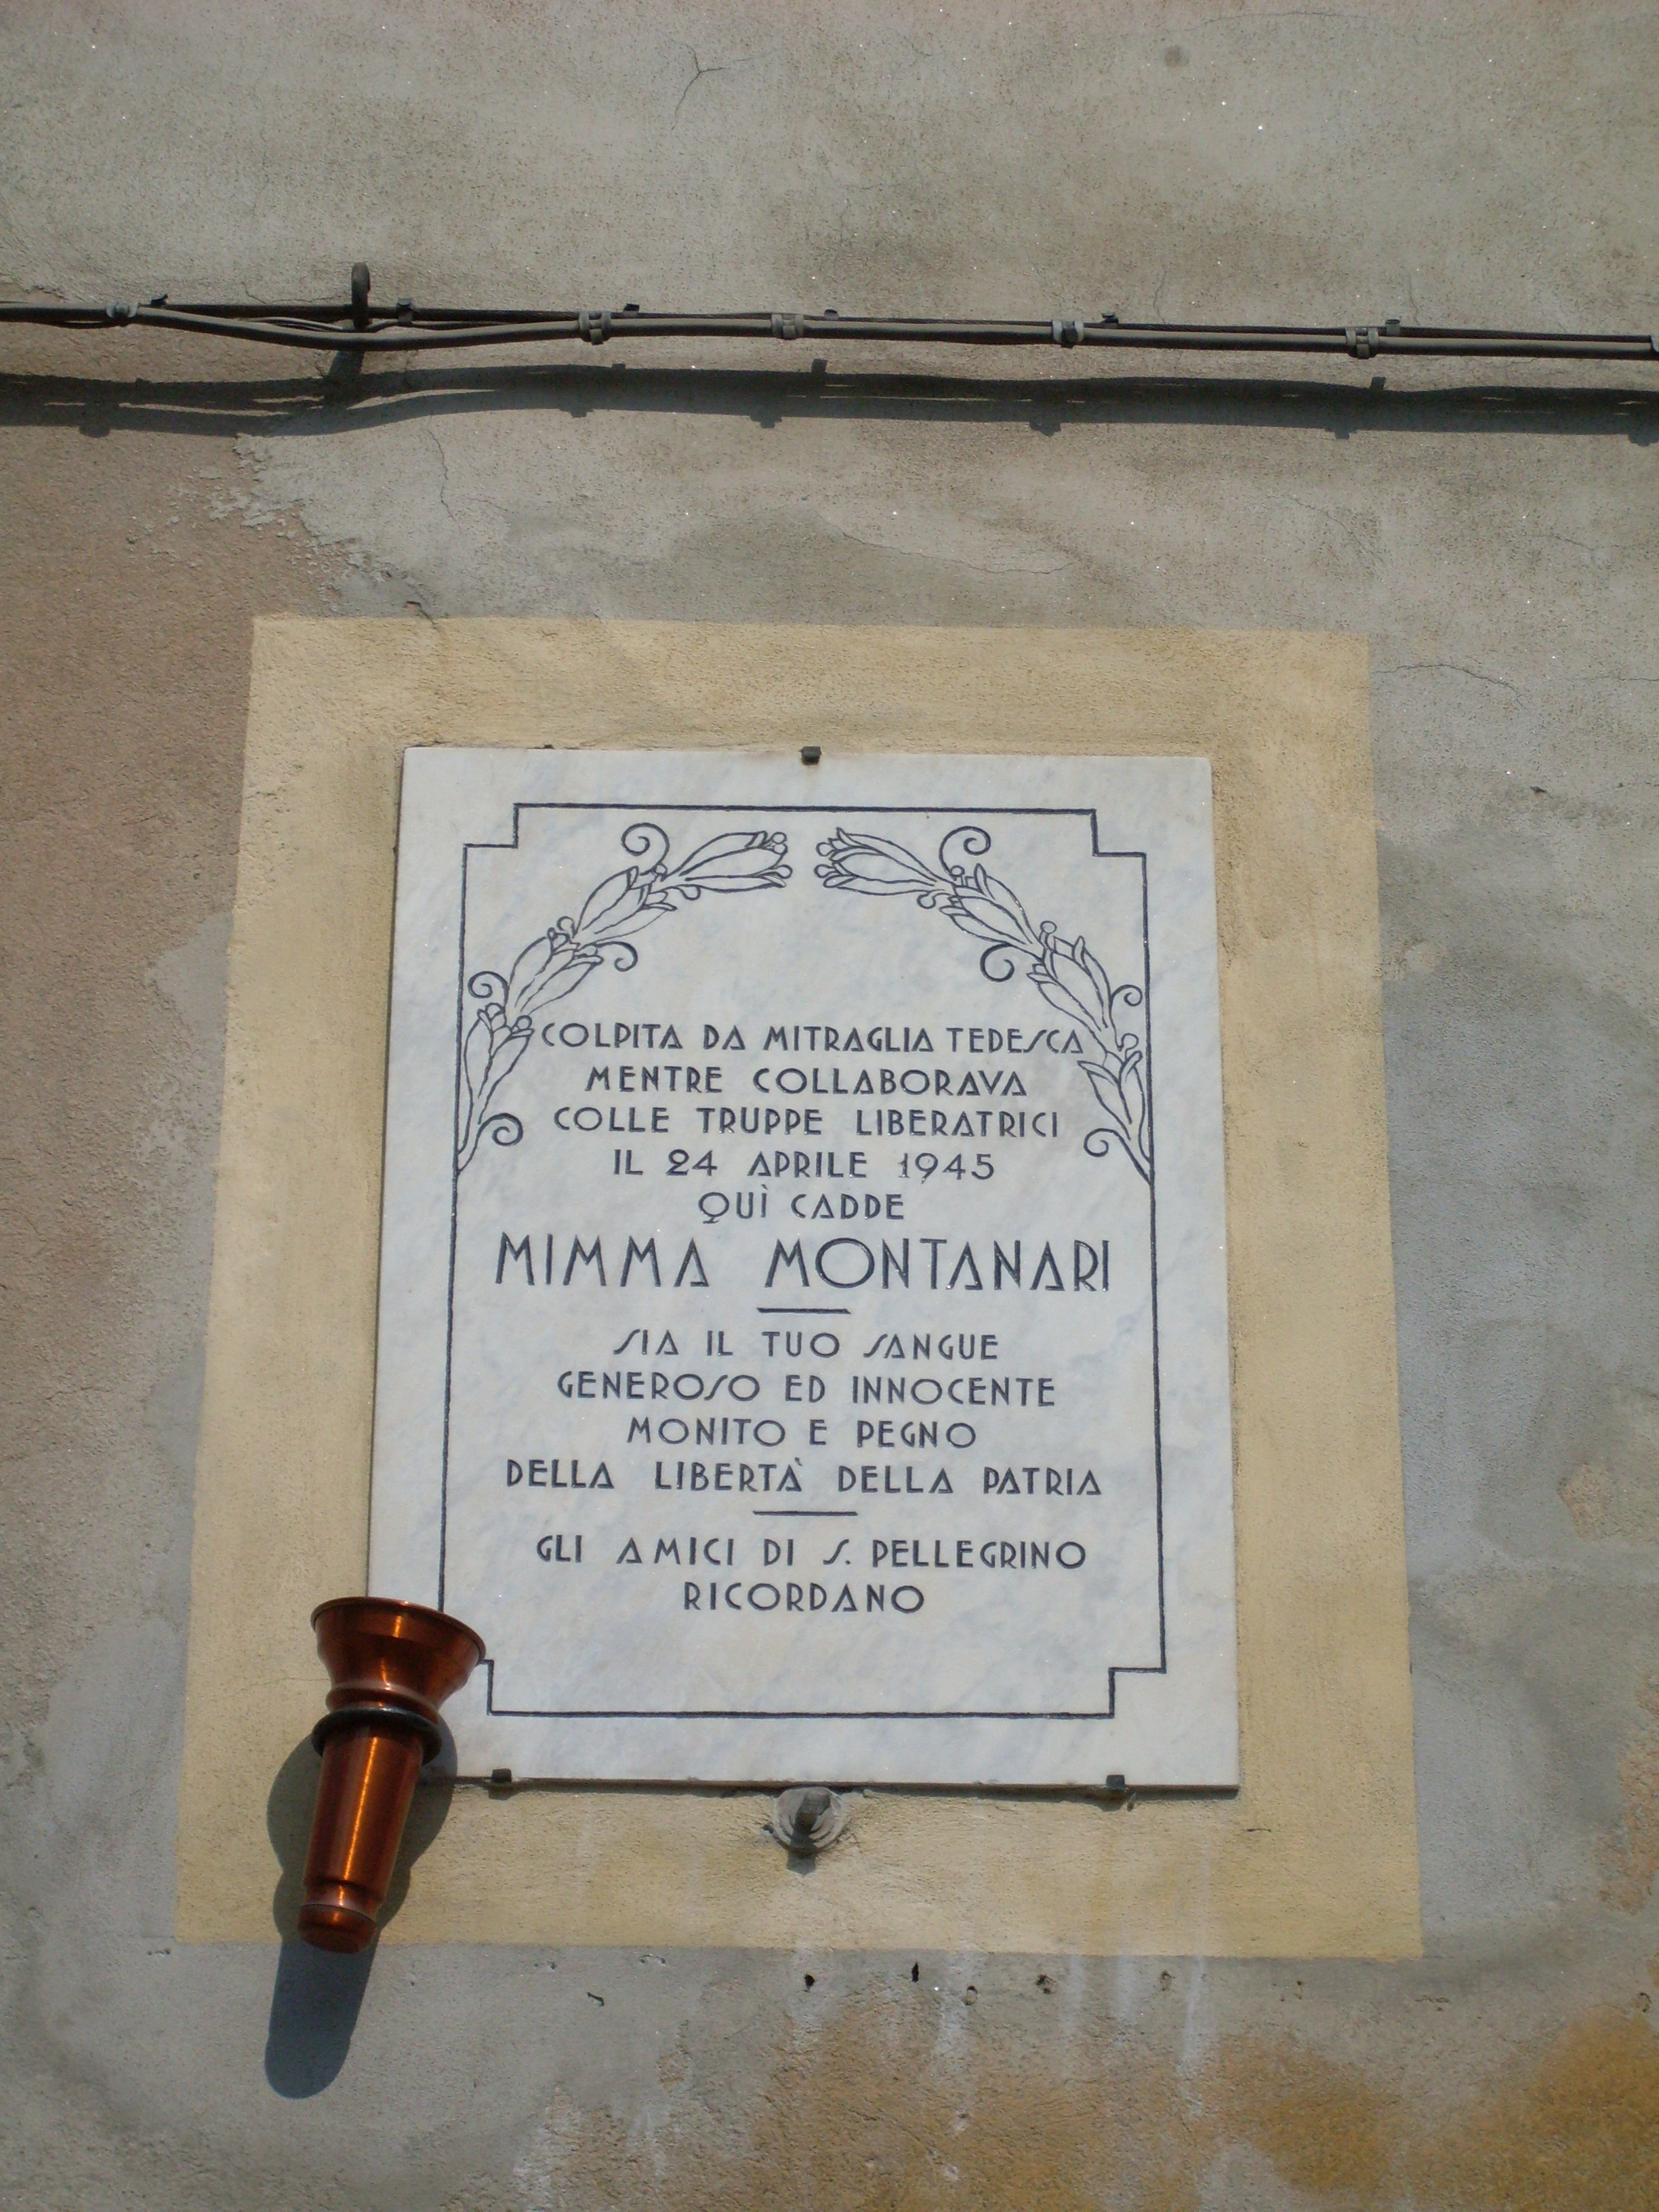 COLPITA DA MITRAGLIA TEDESCA
MENTRE COLLABORAVA
COLLE TRUPPE LIBERATRICI
IL 24 APRILE 1945
QUÌ CADDE
MIMMA MONTANARI
SIA IL TUO SANGUE
GENEROSO ED INNOCENTE
MONITO E PEGNO
DELLA LIBERTÀ DELLA PATRIA
GLI AMICI DI S. PELLEGRINO
RICORDANO